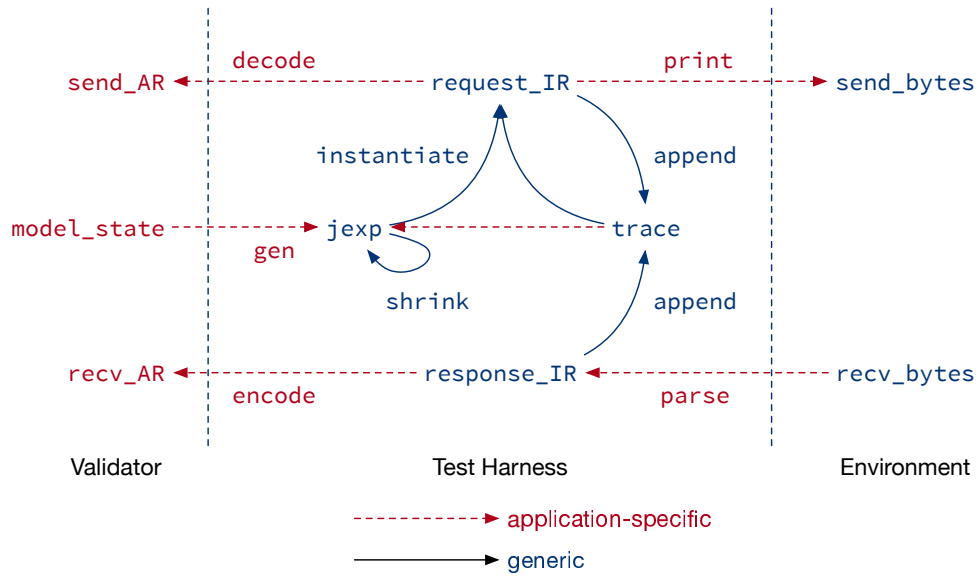 decode
print
send_AR
request_IR
send_bytes
instantiate
append
model_state
jexp
trace
gen
shrink
append
recv_AR
response_IR
recv_bytes
encode
parse
Validator
Test Harness
Environment
application-specific
generic